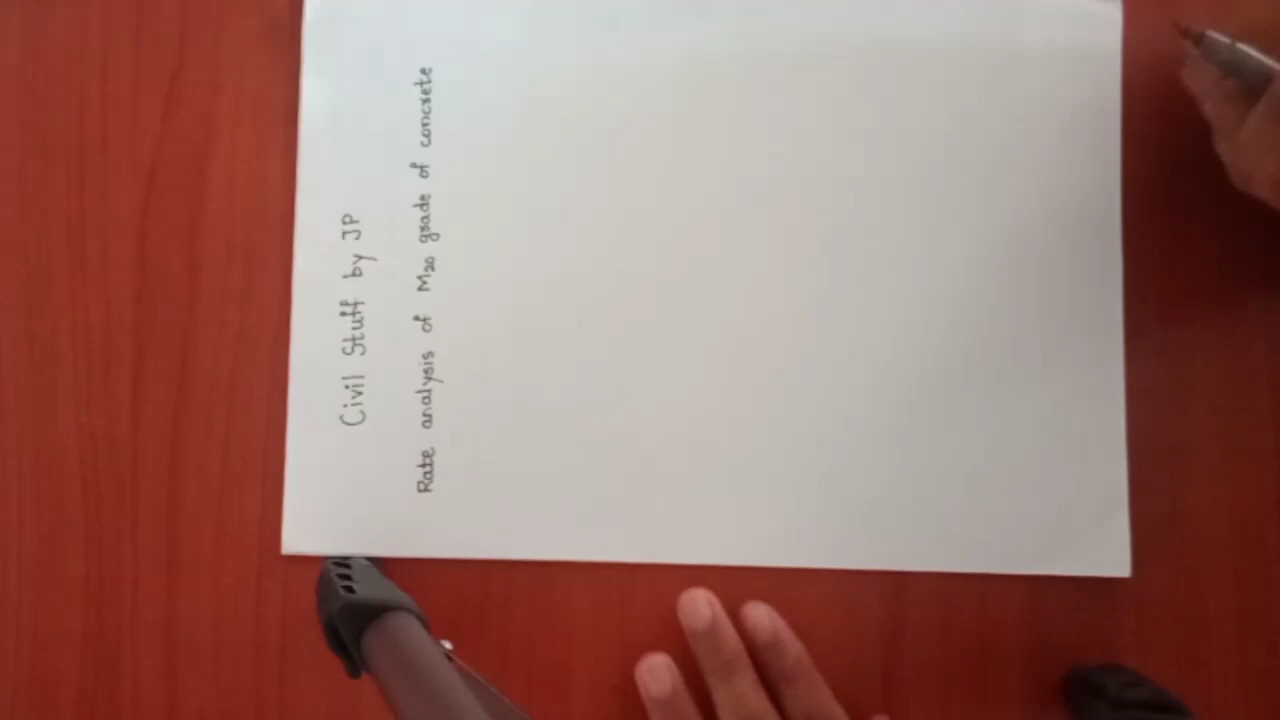 Civil Stuff by JP
Rate analysis of M20 grade of concrete